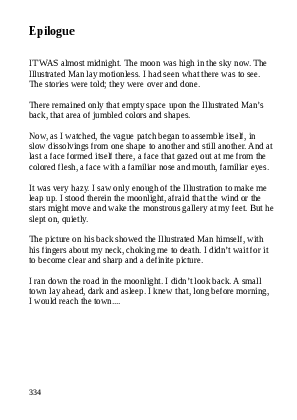 Epilogue
IT WAS almost midnight. The moon was high in the sky now. The
Illustrated Man lay motionless. I had seen what there was to see.
The stories were told; they were over and done.
There remained only that empty space upon the Illustrated Man's
back, that area of jumbled colors and shapes.
Now, as I watched, the vague patch began to assemble itself, in
slow dissolvings from one shape to another and still another. And at
last a face formed itself there, a face that gazed out at me from the
colored flesh, a face with a familiar nose and mouth, familiar eyes.
It was very hazy. I saw only enough of the Illustration to make me
leap up. I stood there in the moonlight, afraid that the wind or the
stars might move and wake the monstrous gallery at my feet. But he
slept on, quietly.
The picture on his back showed the Illustrated Man himself, with
his fingers about my neck, choking me to death. I didn't wait for it
to become clear and sharp and a definite picture.
I ran down the road in the moonlight. I didn't look back. A small
town lay ahead, dark and asleep. I knew that, long before morning,
I would reach the town....
334